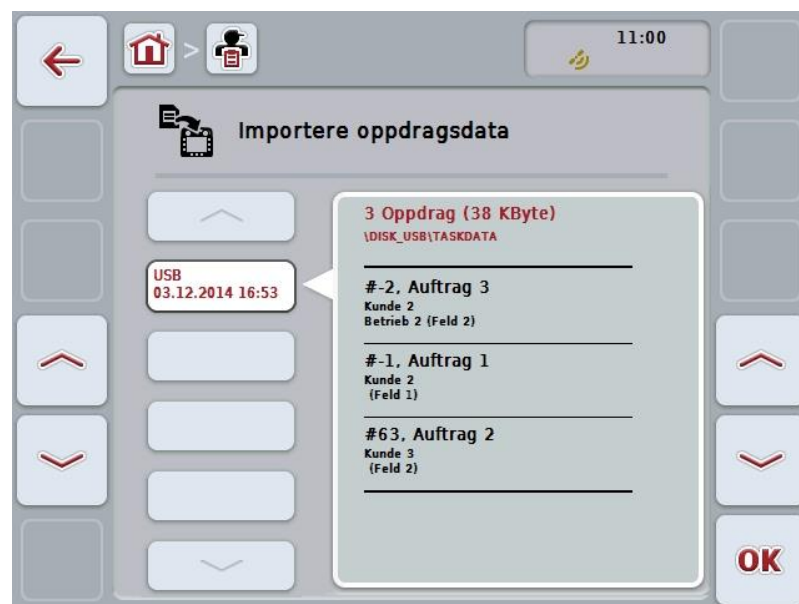 >
11:00
Importere oppdragsdata
3 Oppdrag (38 KByte)
\DISK_USB\TASKDATA
USB
03.12.2014 16:53
#-2, Auftrag 3
Kunde 2
Betrieb 2 (Feld 2)
#-1, Auftrag 1
Kunde 2
(Feld 1)
#63, Auftrag 2
Kunde 3
(Feld 2)
OK